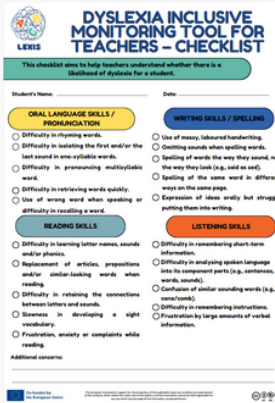 LEXIS
DYSLEXIA INCLUSIVE
MONITORING TOOL FOR
TEACHERS – CHECKLIST
This checklist aims to help teachers understand whether there is a
likelihood of dyslexia for a student.
Student's Name:
Date:
ORAL LANGUAGE SKILLS /
PRONUNCIATION
Difficulty in rhyming words.
Difficulty in isolating the first and/or the
last sound in one-syllable words.
Difficulty in pronouncing multisyllabic
word.
Difficulty in retrieving words quickly.
Use of wrong word when speaking or
difficulty in recalling a word.
WRITING SKILLS / SPELLING
Use of messy, laboured handwriting.
Omitting sounds when spelling words.
Spelling of words the way they sound, n
the way they look (e.g., said as sed).
Spelling of the same word in differe
ways on the same page.
Expression of ideas orally but strugg
putting them into writing.
READING SKILLS
Difficulty in learning letter names, sounds
and/or phonics.
Replacement of articles, prepositions
and/or similar-looking words when
reading.
Difficulty in retaining the connections
between letters and sounds.
Slowness in developing a sight
vocabulary.
Frustration, anxiety or complaints while
reading.
LISTENING SKILLS
Difficulty in remembering short-term
information.
Difficulty in analysing spoken language
into its component parts (e.g., sentences,
words, sounds).
Confusion of similar sounding words (e.g.,
cone/comb).
Difficulty in remembering instructions.
Frustration by large amounts of verbal
information.
Additional concerns:
Co-funded by
the European Union